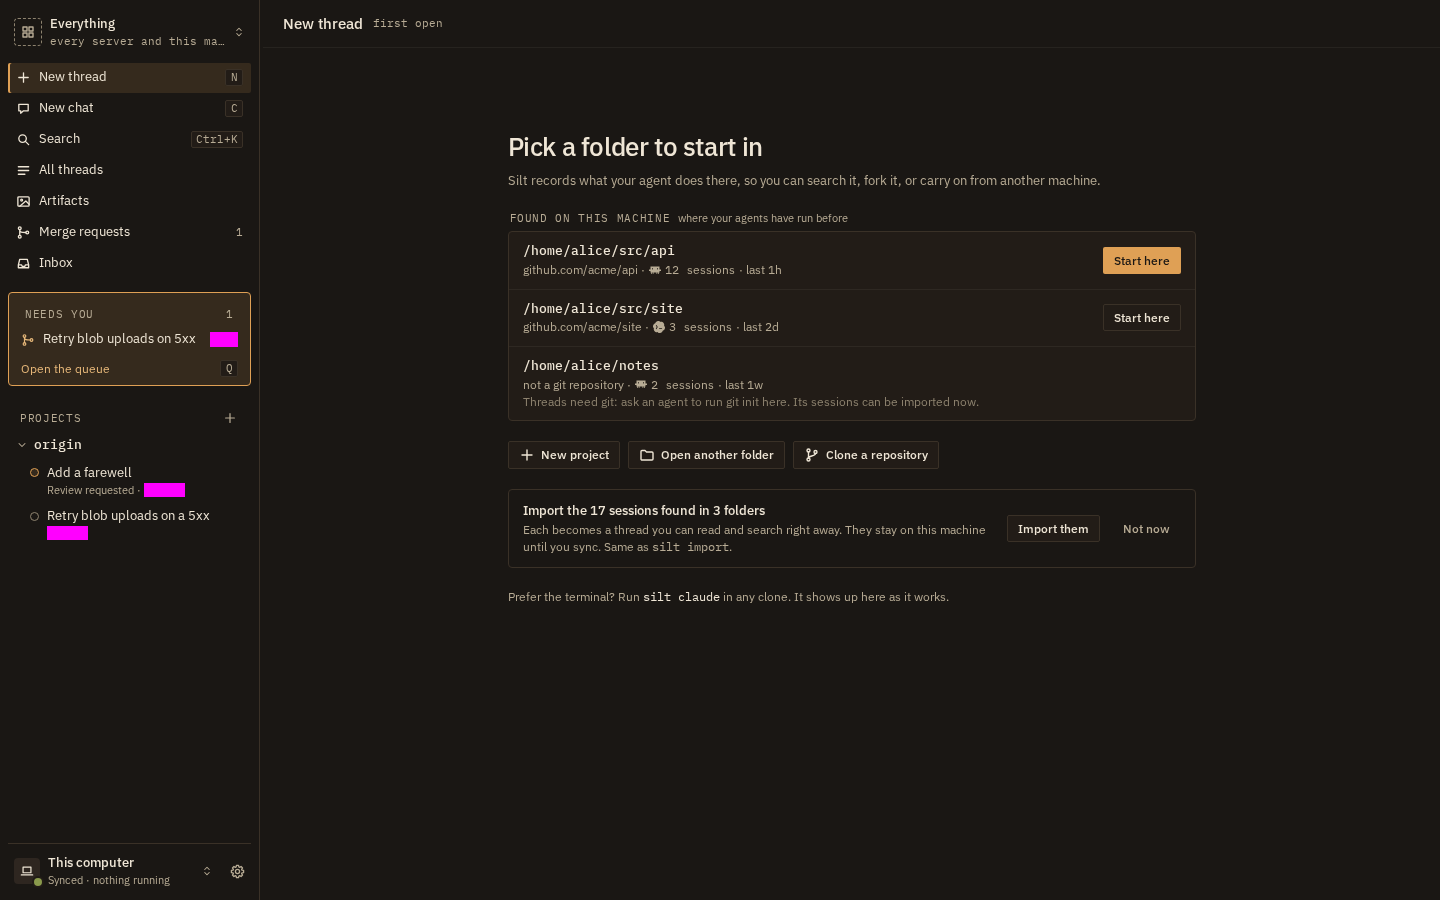 Everything
every server and this ma…
New thread N
New chat C
Search Ctrl+K
All threads
Artifacts
Merge requests 1
Inbox
NEEDS YOU 1
Retry blob uploads on 5xx
Open the queue Q
PROJECTS
origin
Add a farewell
Review requested ·
Retry blob uploads on a 5xx
This computer
Synced · nothing running
New thread first open
Pick a folder to start in
Silt records what your agent does there, so you can search it, fork it, or carry on from another machine.
FOUND ON THIS MACHINE where your agents have run before
/home/alice/src/api
github.com/acme/api · 12 sessions · last 1h
Start here
/home/alice/src/site
github.com/acme/site · 3 sessions · last 2d
Start here
/home/alice/notes
not a git repository · 2 sessions · last 1w
Threads need git: ask an agent to run git init here. Its sessions can be imported now.
New project
Open another folder
Clone a repository
Import the 17 sessions found in 3 folders
Each becomes a thread you can read and search right away. They stay on this machine
until you sync. Same as silt import.
Import them
Not now
Prefer the terminal? Run silt claude in any clone. It shows up here as it works.